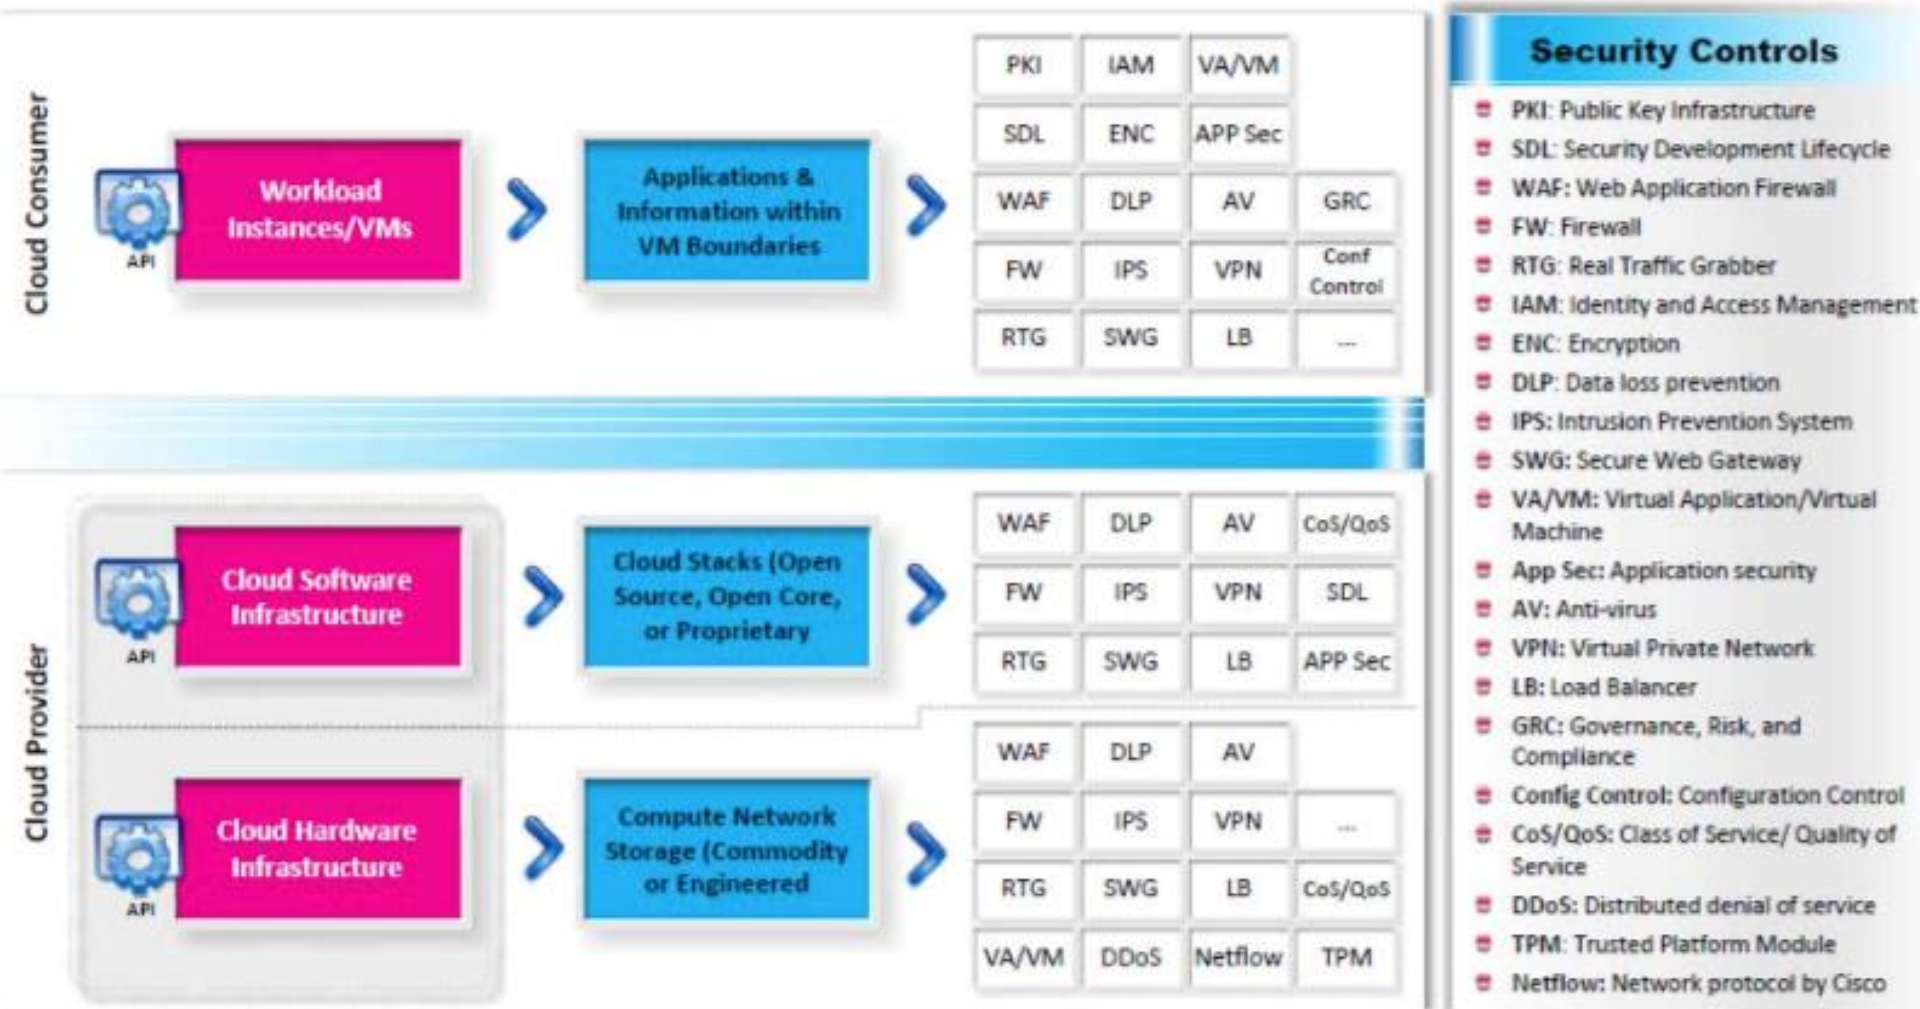 Cloud Consumer
API
Workload
Instances/VMs
Applications &
Information within
VM Boundaries
PKI IAM VA/VM
SDL ENC APP Sec
WAF DLP AV GRC
FW IPS VPN Conf
Control
RTG SWG LB ...
Cloud Provider
API
Cloud Software
Infrastructure
Cloud Stacks (Open
Source, Open Core,
or Proprietary
WAF DLP AV CoS/QoS
FW IPS VPN SDL
RTG SWG LB APP Sec
API
Cloud Hardware
Infrastructure
Compute Network
Storage (Commodity
or Engineered
WAF DLP AV
FW IPS VPN ...
RTG SWG LB CoS/QoS
VA/VM DDoS Netflow TPM
Security Controls
PKI: Public Key Infrastructure
SDL: Security Development Lifecycle
WAF: Web Application Firewall
FW: Firewall
RTG: Real Traffic Grabber
IAM: Identity and Access Management
ENC: Encryption
DLP: Data loss prevention
IPS: Intrusion Prevention System
SWG: Secure Web Gateway
VA/VM: Virtual Application/Virtual
Machine
App Sec: Application security
AV: Anti-virus
VPN: Virtual Private Network
LB: Load Balancer
GRC: Governance, Risk, and
Compliance
Config Control: Configuration Control
CoS/QoS: Class of Service/ Quality of
Service
DDoS: Distributed denial of service
TPM: Trusted Platform Module
Netflow: Network protocol by Cisco